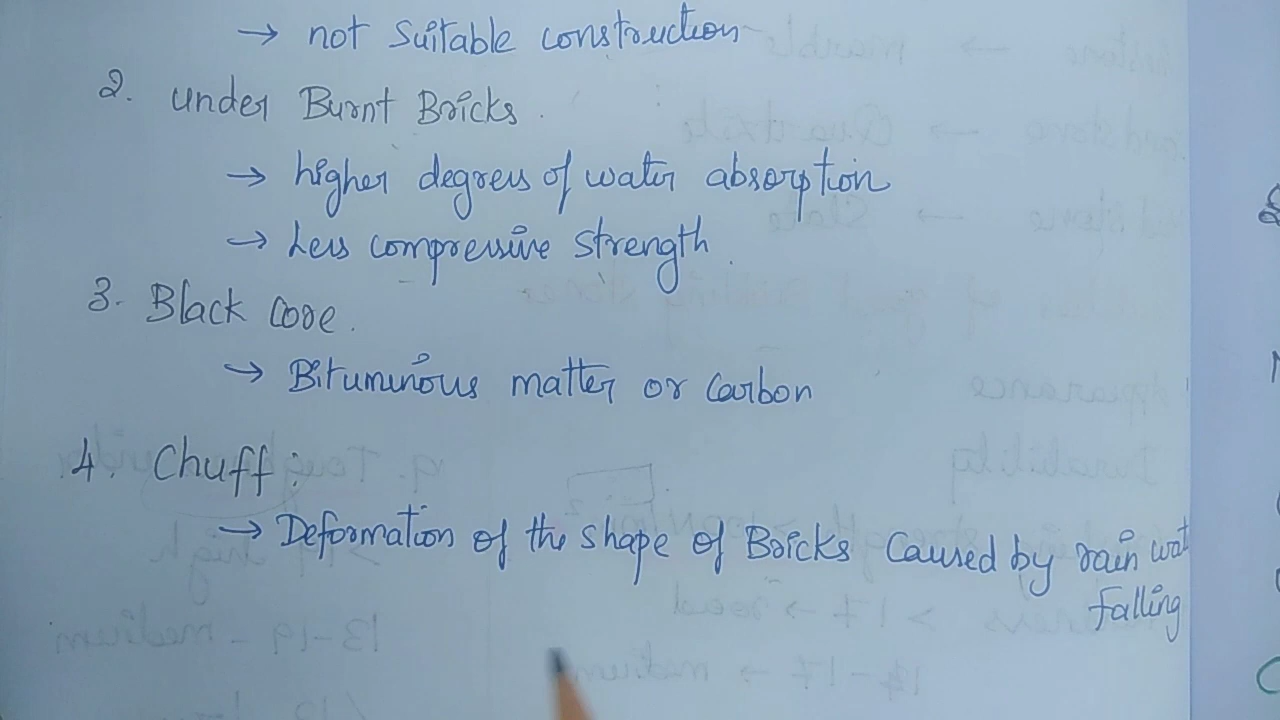 → not suitable construction
2. under Burnt Bricks.
→ higher degrees of water absorption
→ Less compressive strength.
3. Black core.
→ Bituminous matter or carbon
4. Chuff:
→ Deformation of the shape of Bricks caused by rain wat
falling